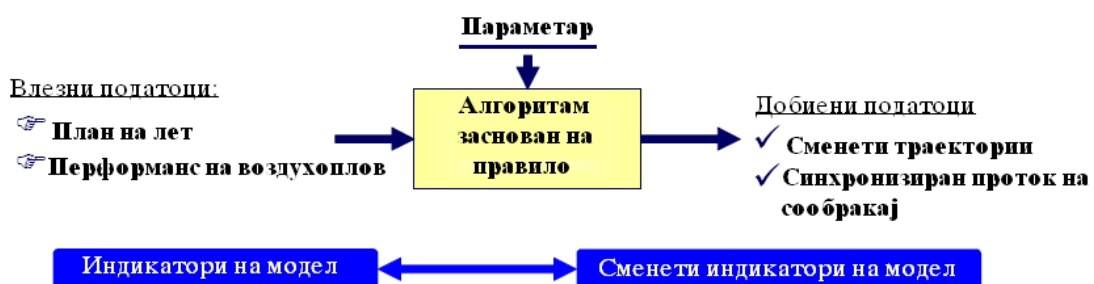 Параметар
Влезни податоци:
План на лет
Перформанс на воздухоплов
Алгоритам
заснован на
правило
Добиени податоци
Сменети траектории
Синхронизиран проток на
сообракај
Индикатори на модел
Сменети индикатори на модел